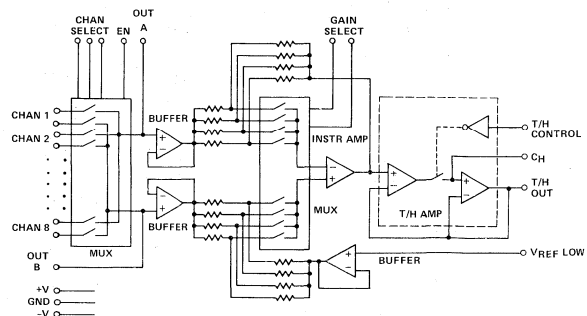 OUT
A
CHAN
SELECT
EN
GAIN
SELECT
CHAN 1
CHAN 2
CHAN 8
MUX
BUFFER
BUFFER
INSTR AMP
MUX
T/H AMP
T/H
CONTROL
CH
T/H
OUT
BUFFER
VREF LOW
OUT
B
+V
GND
-V
+
-
-
+
-
+
+
-
+
-
+
-